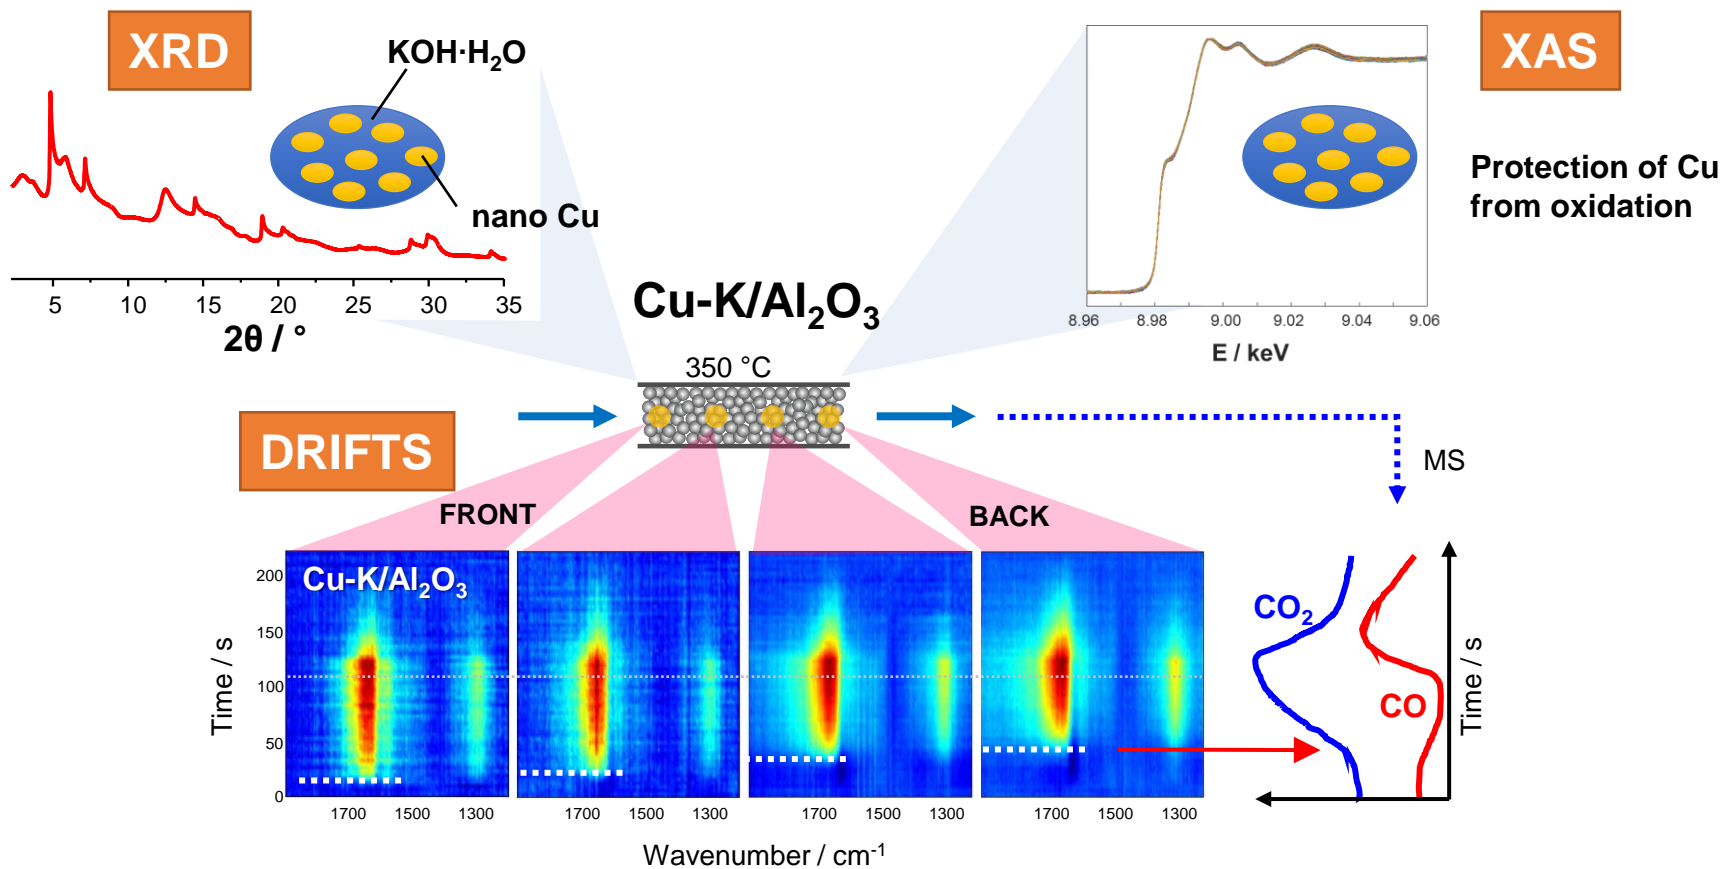 XRD
KOH·H₂O
nano Cu
5 10 15 20 25 30 35
2θ / °
XAS
Protection of Cu
from oxidation
8.96 8.98 9.00 9.02 9.04 9.06
E / keV
Cu-K/Al₂O₃
350 °C
DRIFTS
MS
FRONT
BACK
Cu-K/Al₂O₃
200
150
100
50
0
Time / s
1700 1500 1300
1700 1500 1300
1700 1500 1300
1700 1500 1300
Wavenumber / cm⁻¹
CO₂
CO
Time / s